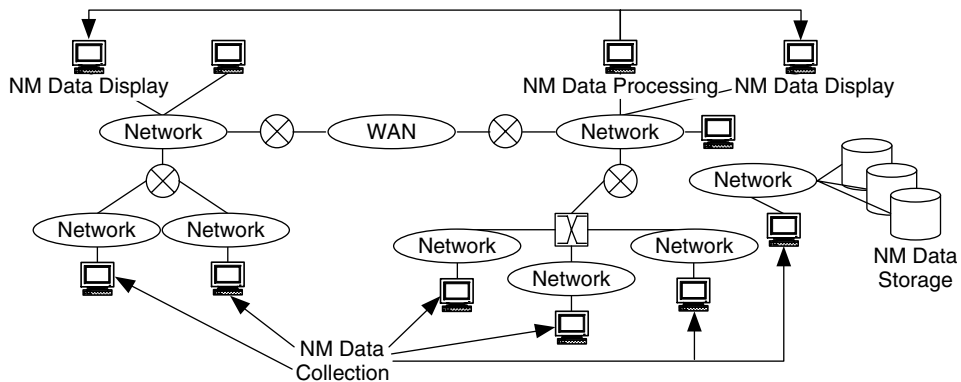 NM Data Display
NM Data Processing
NM Data Display
Network
WAN
Network
Network
Network
Network
Network
Network
Network
NM Data
Storage
NM Data
Collection